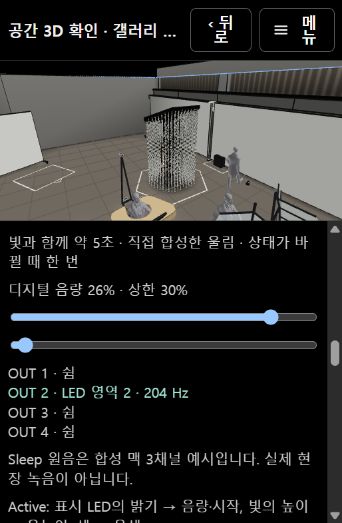 공간 3D 확인 · 갤러리 ...
‹ 뒤
로
≡ 메
뉴
빛과 함께 약 5초 · 직접 합성한 울림 · 상태가 바
뀔 때 한 번
디지털 음량 26% · 상한 30%
OUT 1 · 쉼
OUT 2 · LED 영역 2 · 204 Hz
OUT 3 · 쉼
OUT 4 · 쉼
Sleep 원음은 합성 맥 3채널 예시입니다. 실제 현
장 녹음이 아닙니다.
Active: 표시 LED의 밝기 → 음량·시작, 빛의 높이